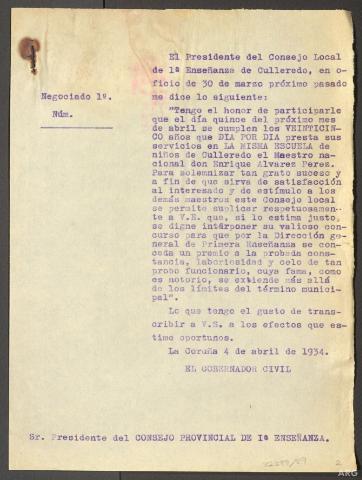 El Presidente del Consejo Local
de 1ª Enseñanza de Culleredo, en o-
ficio de 30 de marzo próximo pasado
me dice lo siguiente:
Negociado 1º.
Núm.
"Tengo el honor de participarle
que el día quince del próximo mes
de abril se cumplen los VEINTICIN-
CO años que DIA POR DIA presta sus
servicios en LA MISMA ESCUELA de
niños de Culleredo el Maestro na-
cional don Enrique Alvarez Perez.
Para solemnizar tan grato suceso y
a fin de que sirva de satisfacción
al interesado y de estímulo a los
demás maestros este Consejo local
se permite suplicar respetuosamen-
te a V.E. que, si lo estima justo,
se digne interponer su valioso con-
curso para que por la Dirección ge-
neral de Primera Enseñanza se con-
ceda un premio a la probada cons-
tancia, laboriosidad y celo de tan
probo funcionario, cuya fama, como
es notorio, se extiende más allá
de los límites del término munici-
pal".
Lo que tengo el gusto de trans-
cribir a V.S. a los efectos que es-
time oportunos.
La Coruña 4 de abril de 1934.
EL GOBERNADOR CIVIL
Sr. Presidente del CONSEJO PROVINCIAL DE 1ª ENSEÑANZA.
2
ARG